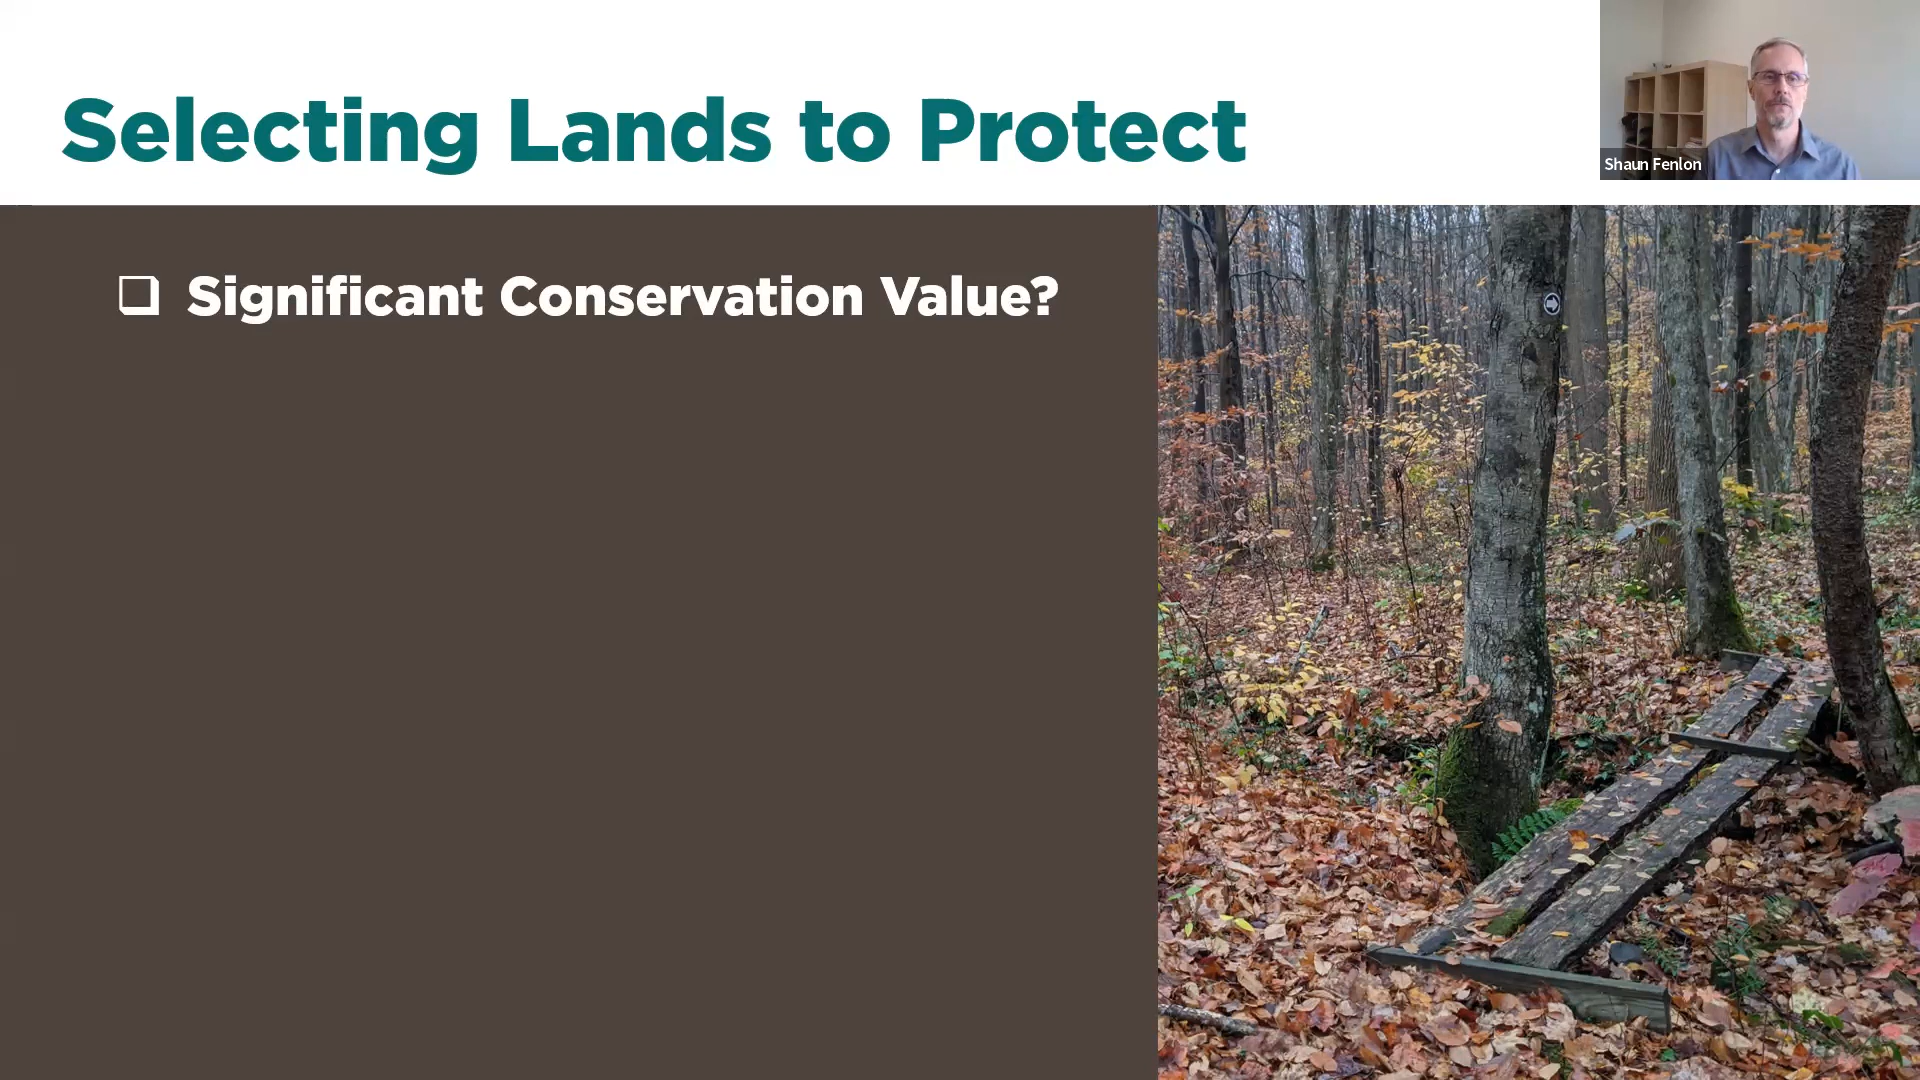 Selecting Lands to Protect
Shaun Fenlon
❑ Significant Conservation Value?